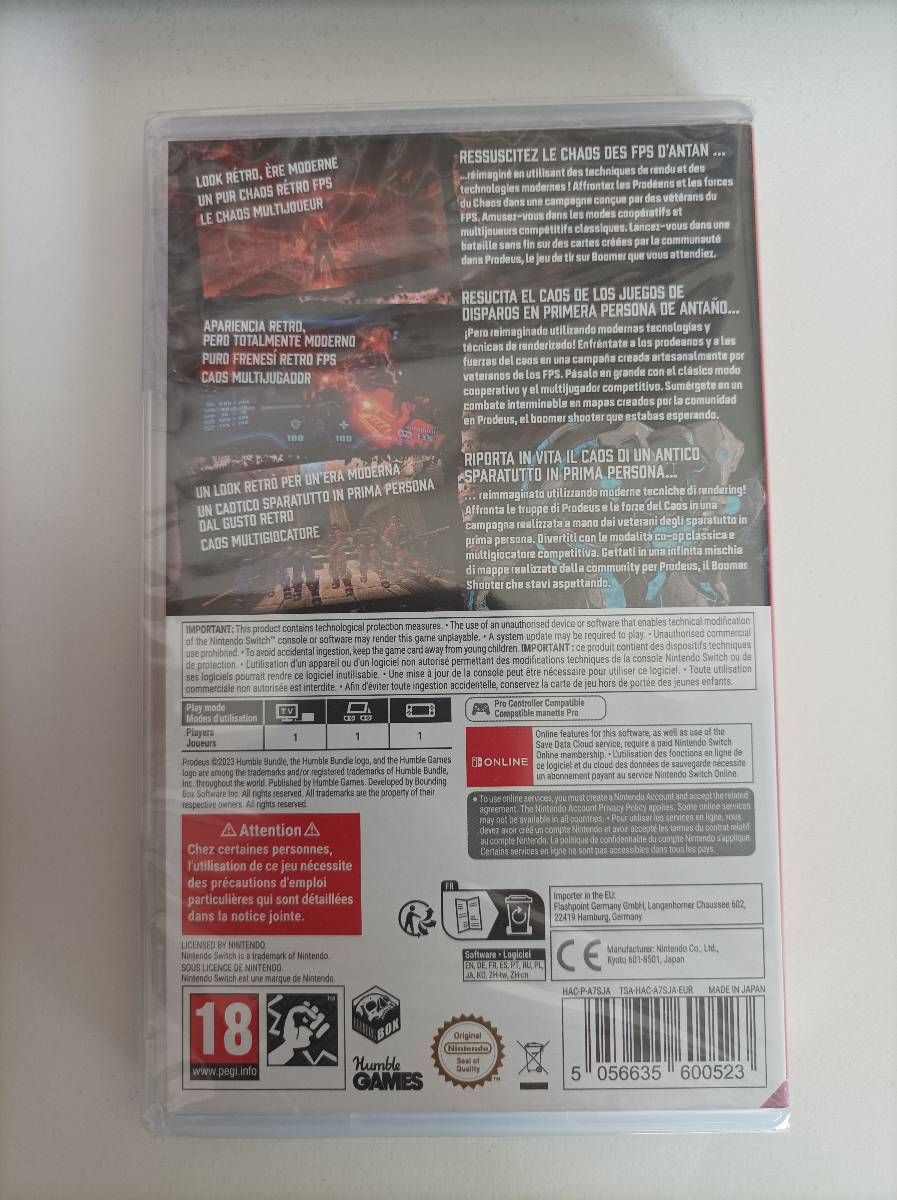 LOOK RÉTRO, ÈRE MODERNE
UN PUR CHAOS RÉTRO FPS
LE CHAOS MULTIJOUEUR
RESSUSCITEZ LE CHAOS DES FPS D'ANTAN ...
...réimaginé en utilisant des techniques de rendu et des
technologies modernes ! Affrontez les Prodéens et les forces
du Chaos dans une campagne conçue par des vétérans du
FPS. Amusez-vous dans les modes coopératifs et
multijoueurs compétitifs classiques. Lancez-vous dans une
bataille sans fin sur des cartes créées par la communauté
dans Prodeus, le jeu de tir sur Boomer que vous attendiez.
APARIENCIA RETRO,
PERO TOTALMENTE MODERNO
PURO FRENESÍ RETRO FPS
CAOS MULTIJUGADOR
100
100
RESUCITA EL CAOS DE LOS JUEGOS DE
DISPAROS EN PRIMERA PERSONA DE ANTAÑO...
¡Pero reimaginado utilizando modernas tecnologías y
técnicas de renderizado! Enfréntate a los prodeanos y a las
fuerzas del caos en una campaña creada artesanalmente por
veteranos de los FPS. Pásalo en grande con el clásico modo
cooperativo y el multijugador competitivo. Sumérgete en un
combate interminable en mapas creados por la comunidad
en Prodeus, el boomer shooter que estabas esperando.
UN LOOK RETRÒ PER UN'ERA MODERNA
UN CAOTICO SPARATUTTO IN PRIMA PERSONA
DAL GUSTO RETRÒ
CAOS MULTIGIOCATORE
RIPORTA IN VITA IL CAOS DI UN ANTICO
SPARATUTTO IN PRIMA PERSONA...
... reimmaginato utilizzando moderne tecniche di rendering!
Affronta le truppe di Prodeus e le forze del Caos in una
campagna realizzata a mano dai veterani degli sparatutto in
prima persona. Divertiti con le modalità co-op classica e
multigiocatore competitiva. Gettati in una infinita mischia
di mappe realizzate dalla community per Prodeus, il Boomer
Shooter che stavi aspettando.
IMPORTANT: This product contains technological protection measures. • The use of an unauthorised device or software that enables technical modification
of the Nintendo Switch™ console or software may render this game unplayable. • A system update may be required to play. • Unauthorised commercial
use prohibited. • To avoid accidental ingestion, keep the game card away from young children. IMPORTANT : ce produit contient des dispositifs techniques
de protection. • L'utilisation d'un appareil ou d'un logiciel non autorisé permettant des modifications techniques de la console Nintendo Switch ou de
ses logiciels pourrait rendre ce logiciel inutilisable. • Une mise à jour de la console peut être nécessaire pour utiliser ce logiciel. • Toute utilisation
commerciale non autorisée est interdite. • Afin d'éviter toute ingestion accidentelle, conservez la carte de jeu hors de portée des jeunes enfants.
Play mode
Modes d'utilisation
TV
Players
Joueurs
1
1
1
Pro Controller Compatible
Compatible manette Pro
ONLINE
Online features for this software, as well as use of the
Save Data Cloud service, require a paid Nintendo Switch
Online membership. • L'utilisation des fonctions en ligne de
ce logiciel et du cloud des données de sauvegarde nécessite
un abonnement payant au service Nintendo Switch Online.
Prodeus ©2023 Humble Bundle, the Humble Bundle logo, and the Humble Games
logo are among the trademarks and/or registered trademarks of Humble Bundle,
Inc. throughout the world. Published by Humble Games. Developed by Bounding
Box Software Inc. All rights reserved. All trademarks are the property of their
respective owners. All rights reserved.
• To use online services, you must create a Nintendo Account and accept the related
agreement. The Nintendo Account Privacy Policy applies. Some online services
may not be available in all countries. • Pour utiliser les services en ligne, vous
devez avoir créé un compte Nintendo et avoir accepté les termes du contrat relatif
au compte Nintendo. La politique de confidentialité du compte Nintendo s'applique.
Certains services en ligne ne sont pas accessibles dans tous les pays.
Attention
Chez certaines personnes,
l'utilisation de ce jeu nécessite
des précautions d'emploi
particulières qui sont détaillées
dans la notice jointe.
FR
Importer in the EU:
Flashpoint Germany GmbH, Langenhorner Chaussee 602,
22419 Hamburg, Germany
LICENSED BY NINTENDO.
Nintendo Switch is a trademark of Nintendo.
SOUS LICENCE DE NINTENDO.
Nintendo Switch est une marque de Nintendo.
Software • Logiciel
EN, DE, FR, ES, PT, RU, PL,
JA, KO, ZH-tw, ZH-cn
CE
Manufacturer: Nintendo Co., Ltd.,
Kyoto 601-8501, Japan
HAC-P-A7SJA TSA-HAC-A7SJA-EUR MADE IN JAPAN
18
www.pegi.info
BOX
Humble
GAMES
Original
Nintendo
Seal of
Quality
5 056635 600523